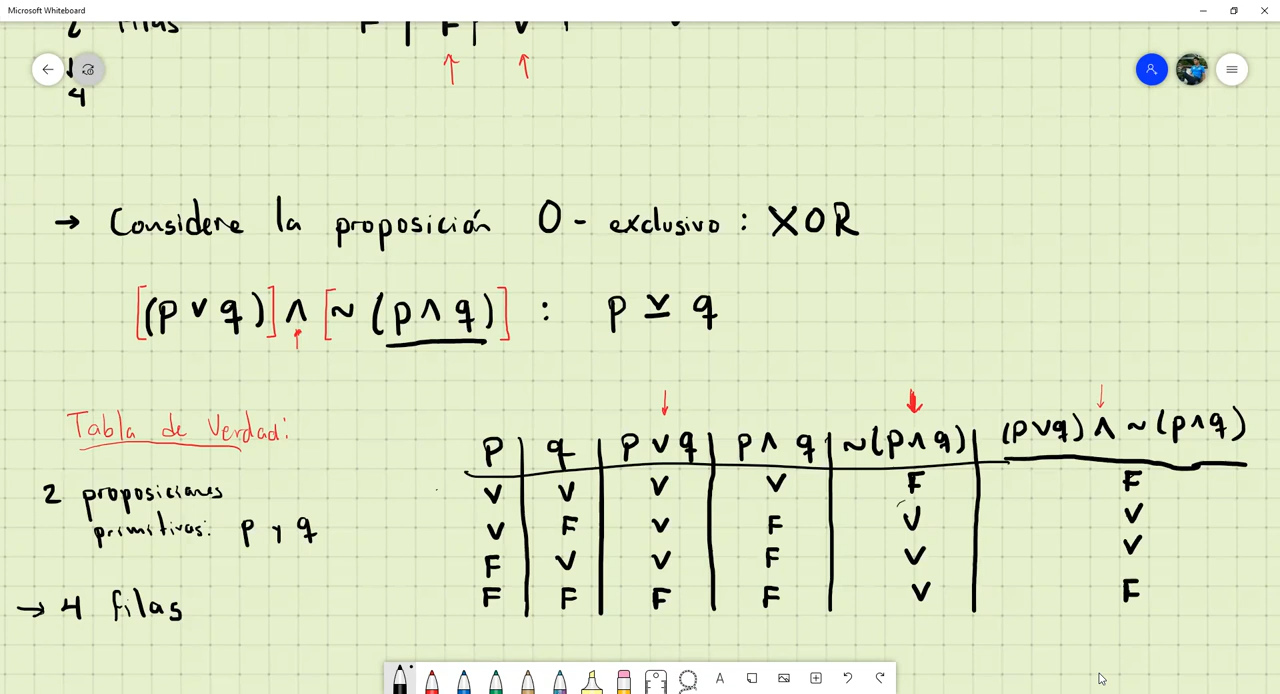 Microsoft Whiteboard
2 filas F F V
4
→ Considere la proposición O - exclusivo : XOR
[(p ∨ q)] ∧ [~ (p ∧ q)] : p ⊻ q
Tabla de Verdad:
2 proposiciones
primitivas: p y q
→ 4 filas
p | q | p ∨ q | p ∧ q | ~(p ∧ q) | (p ∨ q) ∧ ~(p ∧ q)
V | V | V | V | F | F
V | F | V | F | V | V
F | V | V | F | V | V
F | F | F | F | V | F